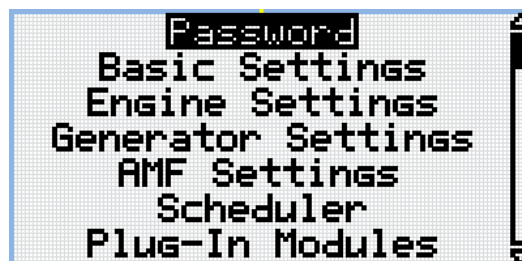 Password
Basic Settings
Engine Settings
Generator Settings
AMF Settings
Scheduler
Plug-In Modules